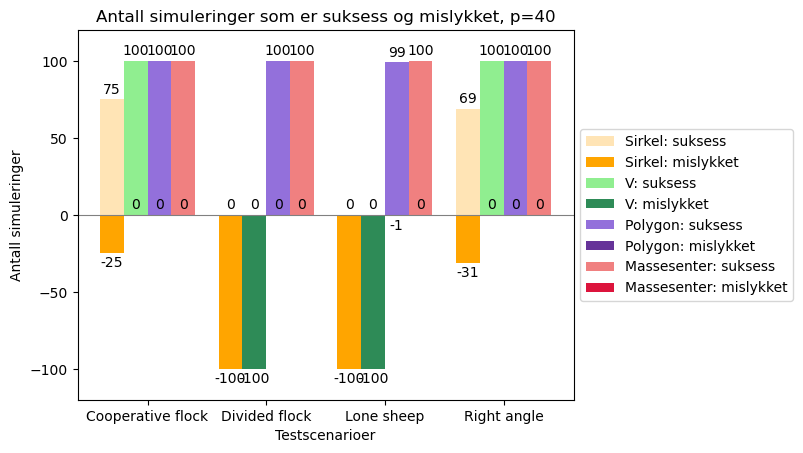 Antall simuleringer som er suksess og mislykket, p=40
Antall simuleringer
100
50
0
−50
−100
75
100
100
100
0
0
0
-25
0
0
100
100
0
0
-100
-100
0
0
99
100
-1
0
-100
-100
69
100
100
100
0
0
0
-31
Cooperative flock
Divided flock
Lone sheep
Right angle
Testscenarioer
Sirkel: suksess
Sirkel: mislykket
V: suksess
V: mislykket
Polygon: suksess
Polygon: mislykket
Massesenter: suksess
Massesenter: mislykket